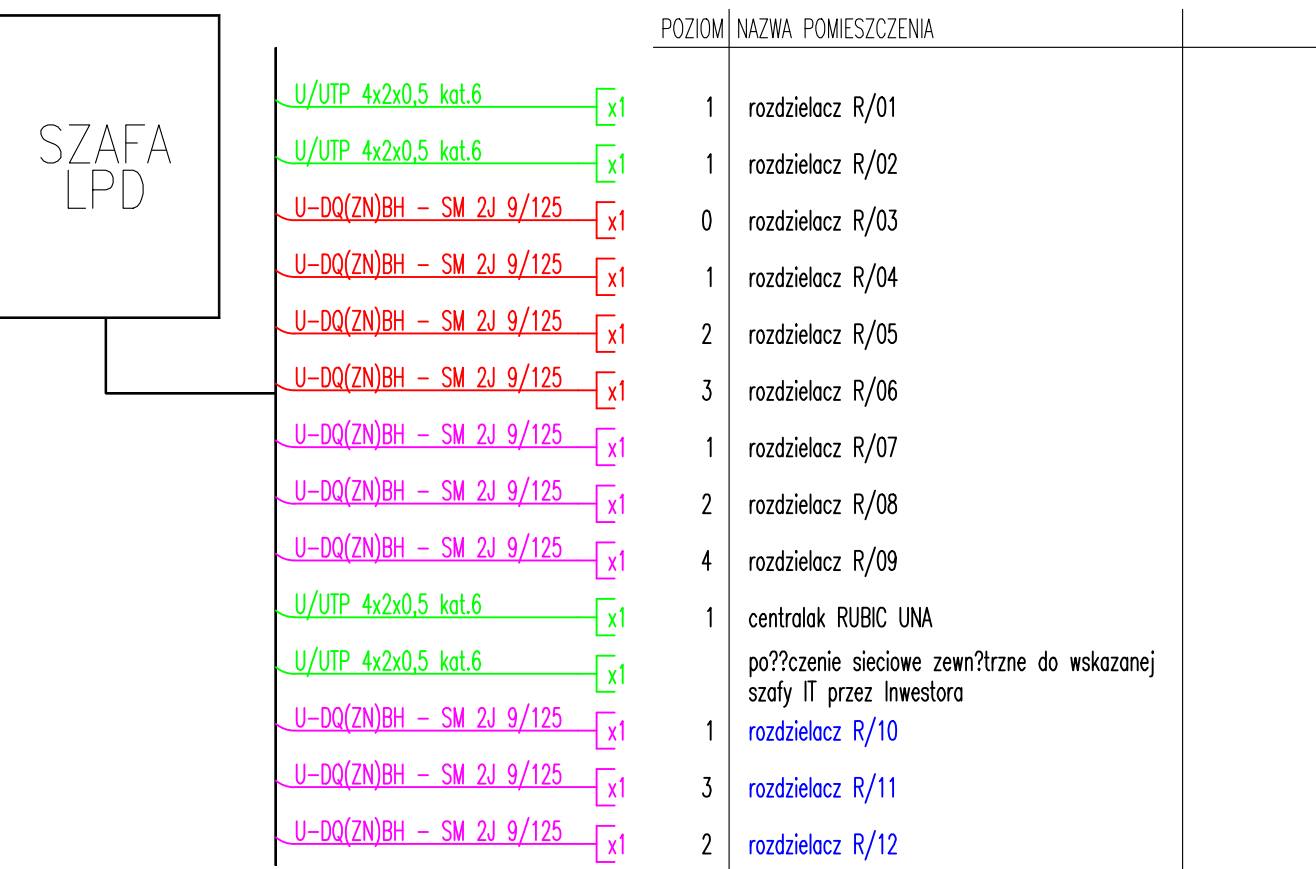 SZAFA
LPD
POZIOM NAZWA POMIESZCZENIA
U/UTP 4x2x0,5 kat.6 x1 1 rozdzielacz R/01
U/UTP 4x2x0,5 kat.6 x1 1 rozdzielacz R/02
U-DQ(ZN)BH - SM 2J 9/125 x1 0 rozdzielacz R/03
U-DQ(ZN)BH - SM 2J 9/125 x1 1 rozdzielacz R/04
U-DQ(ZN)BH - SM 2J 9/125 x1 2 rozdzielacz R/05
U-DQ(ZN)BH - SM 2J 9/125 x1 3 rozdzielacz R/06
U-DQ(ZN)BH - SM 2J 9/125 x1 1 rozdzielacz R/07
U-DQ(ZN)BH - SM 2J 9/125 x1 2 rozdzielacz R/08
U-DQ(ZN)BH - SM 2J 9/125 x1 4 rozdzielacz R/09
U/UTP 4x2x0,5 kat.6 x1 1 centralak RUBIC UNA
U/UTP 4x2x0,5 kat.6 x1 po??czenie sieciowe zewn?trzne do wskazanej
szafy IT przez Inwestora
U-DQ(ZN)BH - SM 2J 9/125 x1 1 rozdzielacz R/10
U-DQ(ZN)BH - SM 2J 9/125 x1 3 rozdzielacz R/11
U-DQ(ZN)BH - SM 2J 9/125 x1 2 rozdzielacz R/12